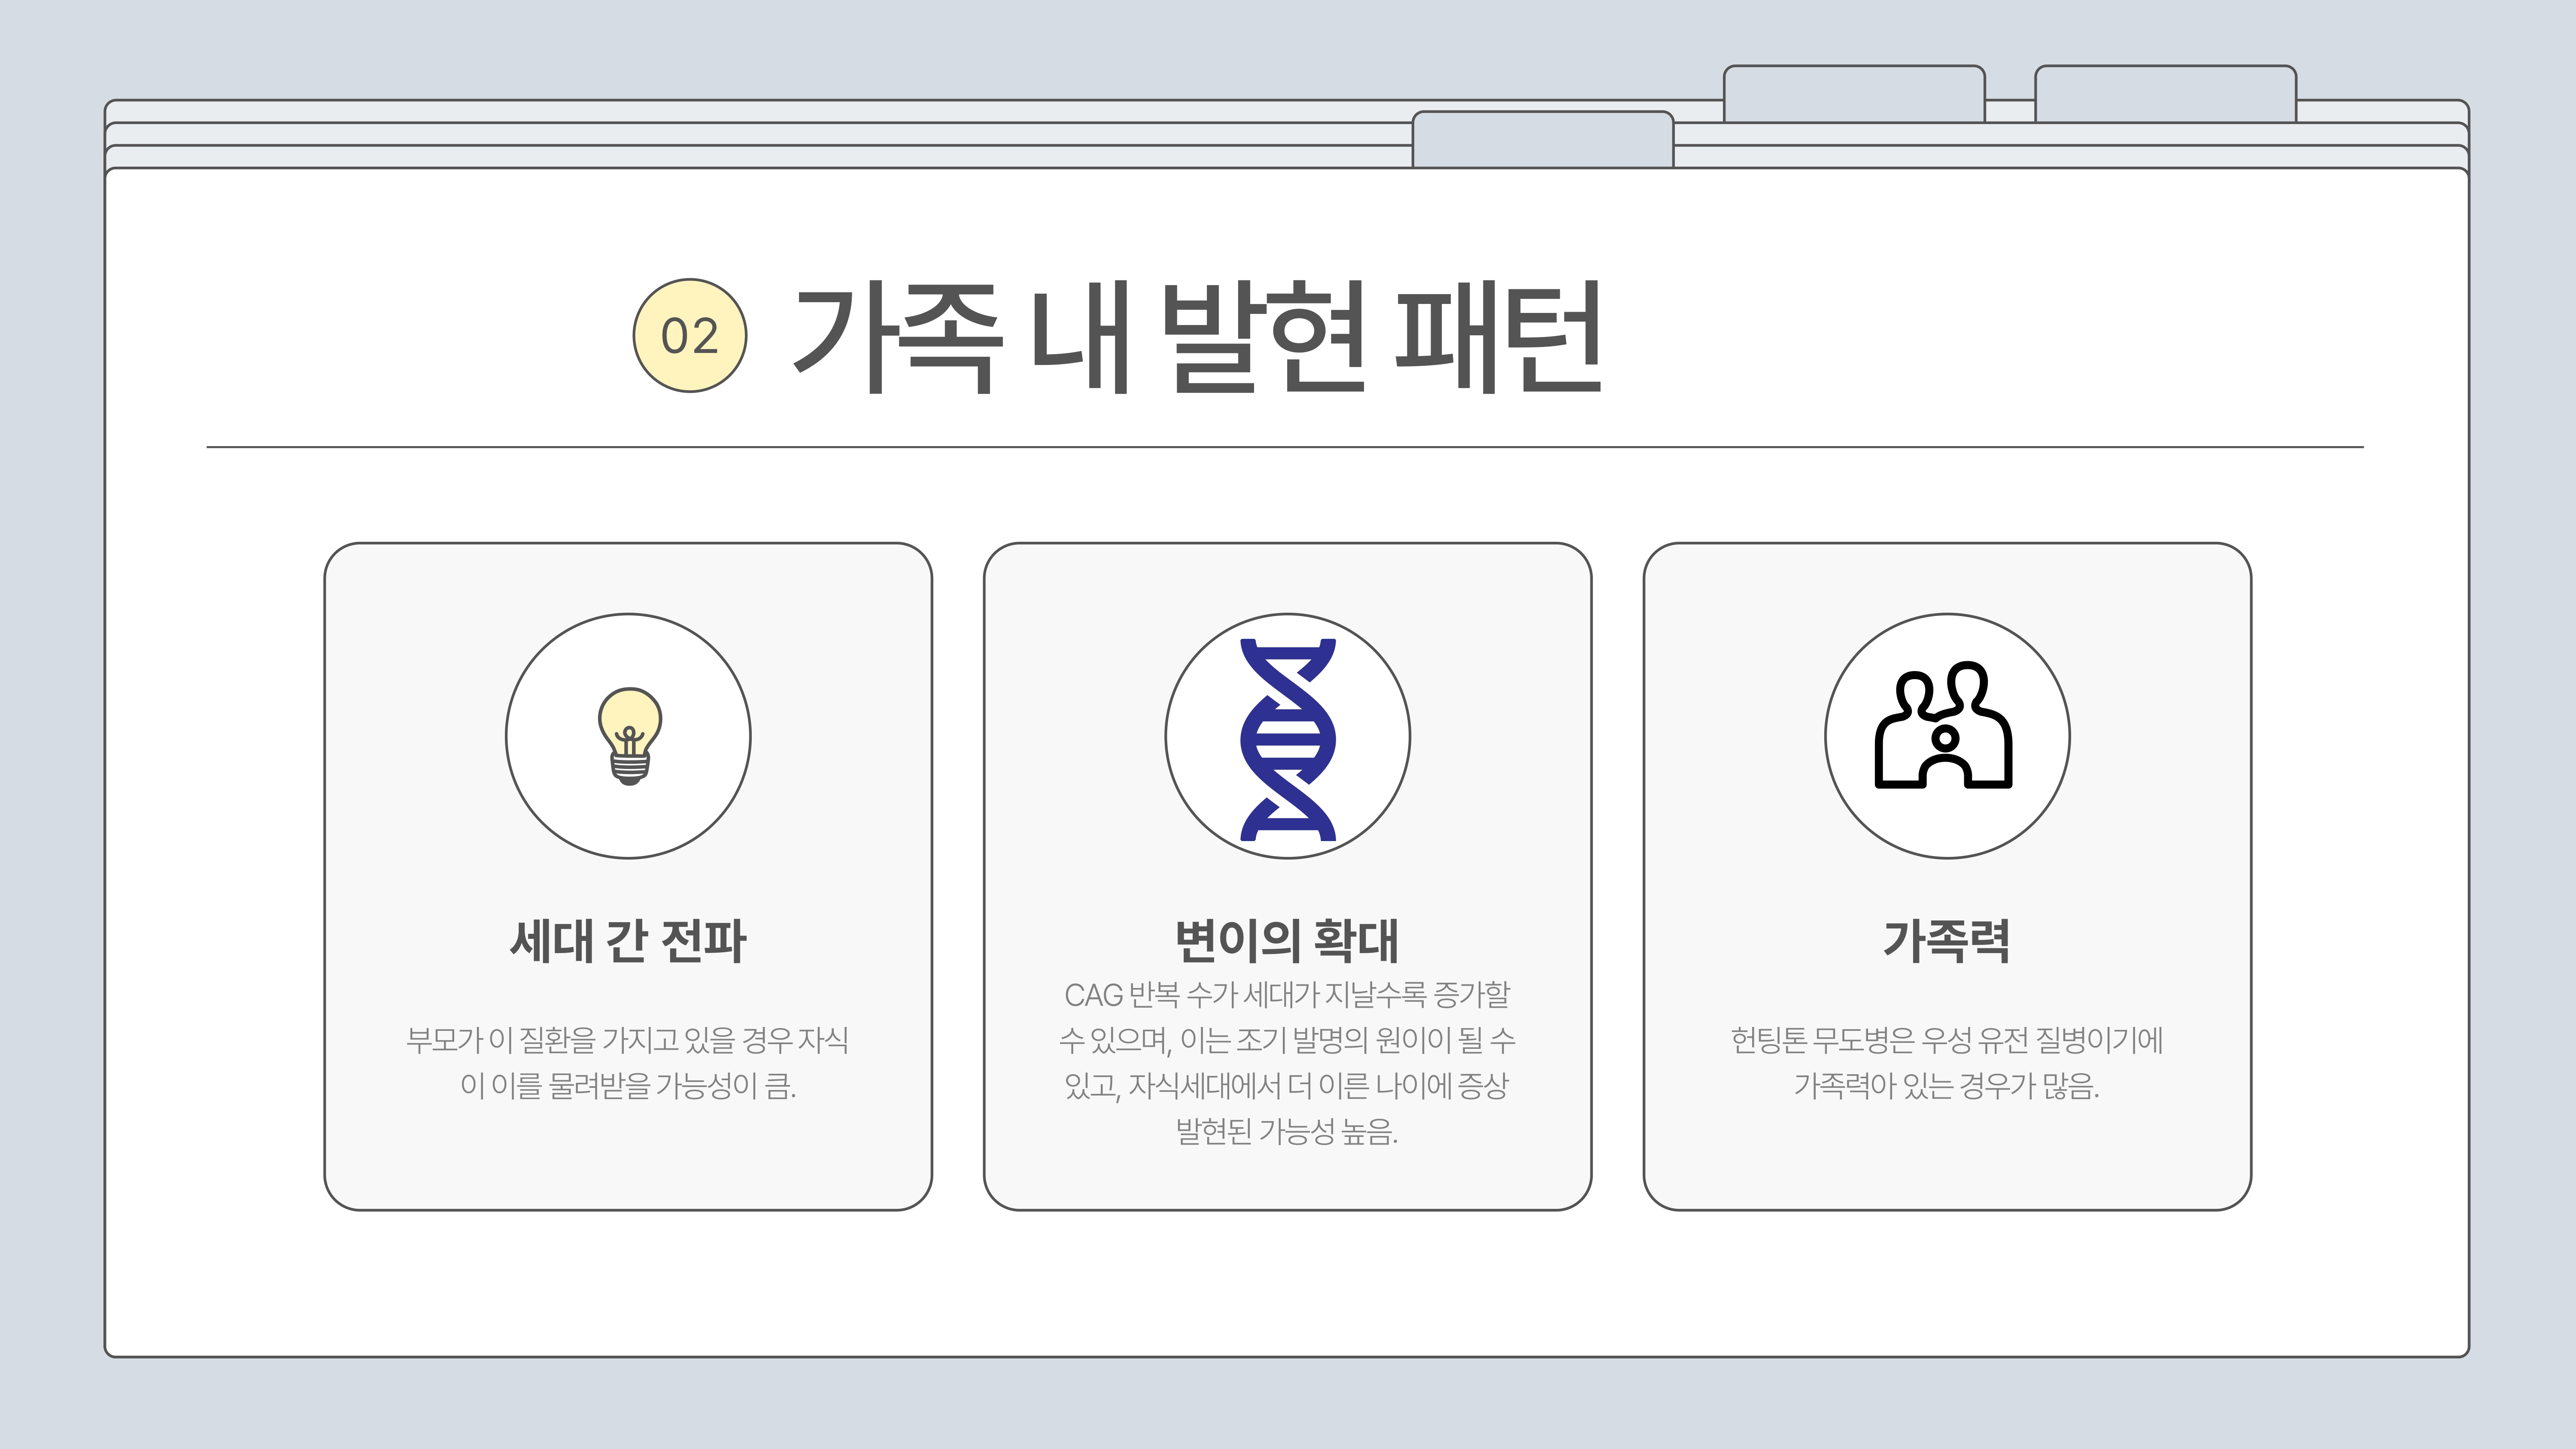 02 가족 내 발현 패턴
세대 간 전파
부모가 이 질환을 가지고 있을 경우 자식
이 이를 물려받을 가능성이 큼.
변이의 확대
CAG 반복 수가 세대가 지날수록 증가할
수 있으며, 이는 조기 발명의 원이이 될 수
있고, 자식세대에서 더 이른 나이에 증상
발현된 가능성 높음.
가족력
헌팅톤 무도병은 우성 유전 질병이기에
가족력아 있는 경우가 많음.